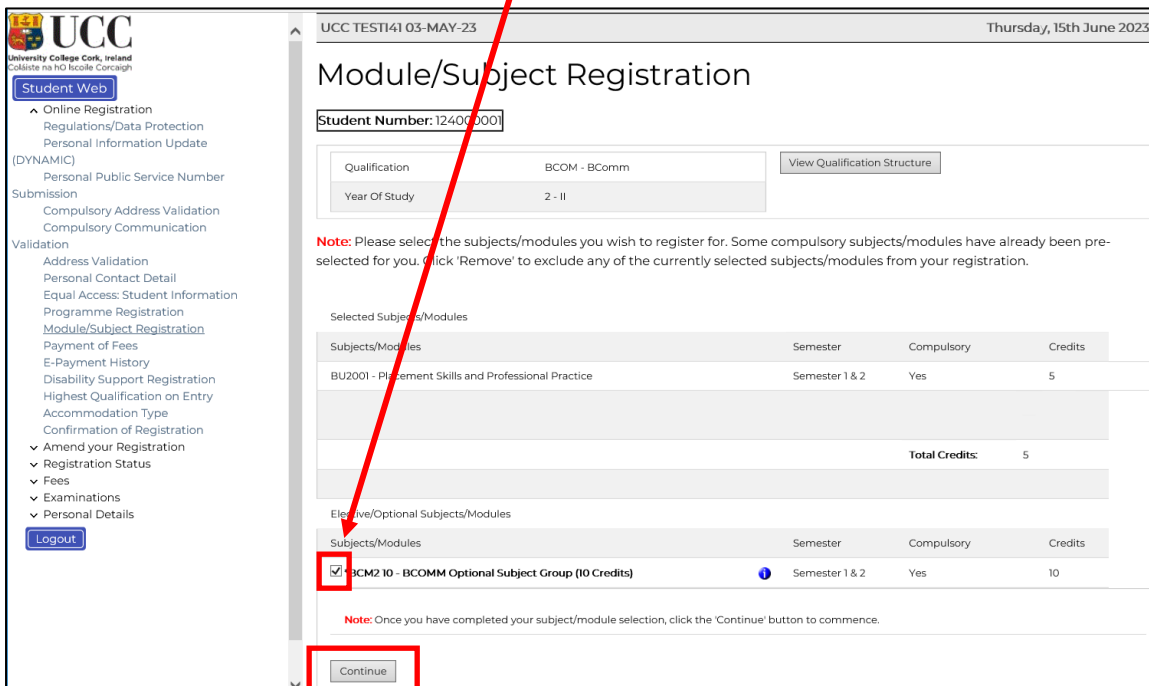 UCC
University College Cork, Ireland
Coláiste na hO llscoile Corcaigh
Student Web
Online Registration
Regulations/Data Protection
Personal Information Update
(DYNAMIC)
Personal Public Service Number
Submission
Compulsory Address Validation
Compulsory Communication
Validation
Address Validation
Personal Contact Detail
Equal Access: Student Information
Programme Registration
Module/Subject Registration
Payment of Fees
E-Payment History
Disability Support Registration
Highest Qualification on Entry
Accommodation Type
Confirmation of Registration
Amend your Registration
Registration Status
Fees
Examinations
Personal Details
Logout
UCC TESTI41 03-MAY-23 Thursday, 15th June 2023
Module/Subject Registration
Student Number: 124000001
Qualification BCOM - BComm View Qualification Structure
Year Of Study 2 - II
Note: Please select the subjects/modules you wish to register for. Some compulsory subjects/modules have already been pre-
selected for you. Click 'Remove' to exclude any of the currently selected subjects/modules from your registration.
Selected Subjects/Modules
Subjects/Modules Semester Compulsory Credits
BU2001 - Placement Skills and Professional Practice Semester 1 & 2 Yes 5
Total Credits: 5
Elective/Optional Subjects/Modules
Subjects/Modules Semester Compulsory Credits
*BCM2 10 - BCOMM Optional Subject Group (10 Credits) Semester 1 & 2 Yes 10
Note: Once you have completed your subject/module selection, click the 'Continue' button to commence.
Continue